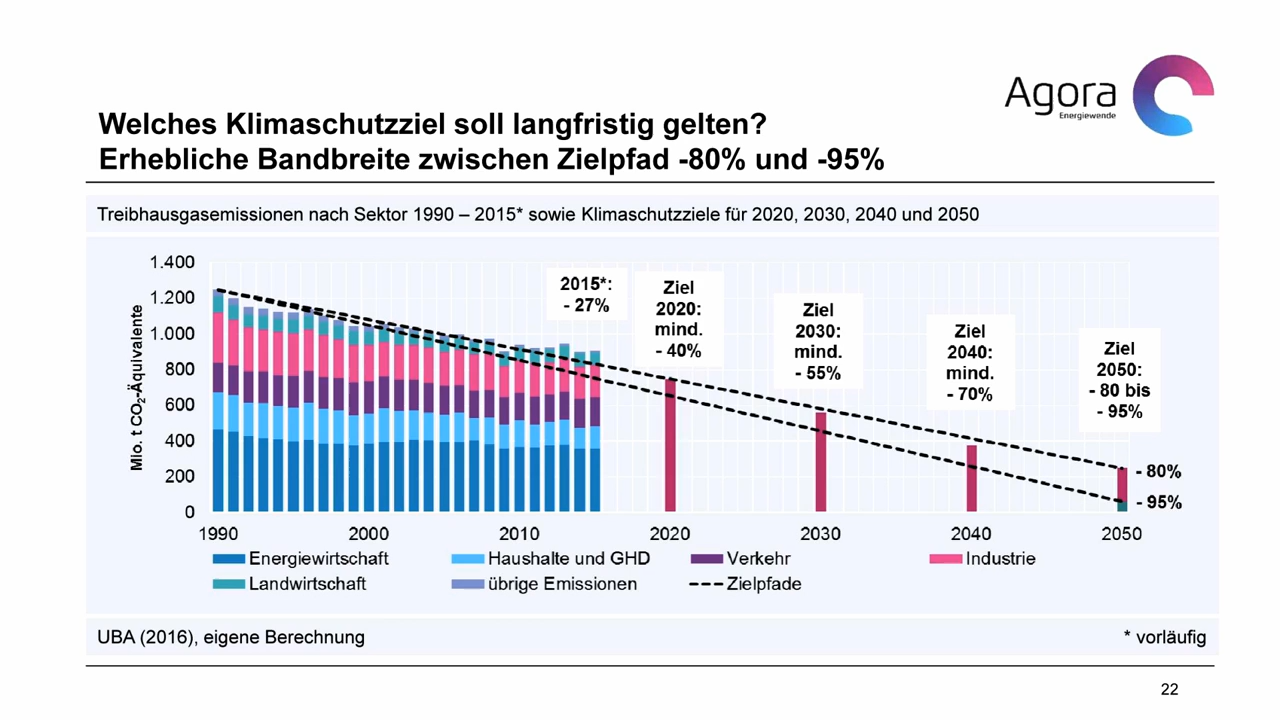 Agora
Energiewende
Welches Klimaschutzziel soll langfristig gelten?
Erhebliche Bandbreite zwischen Zielpfad -80% und -95%
Treibhausgasemissionen nach Sektor 1990 – 2015* sowie Klimaschutzziele für 2020, 2030, 2040 und 2050
Mio. t CO₂-Äquivalente
1.400
1.200
1.000
800
600
400
200
0
2015*:
- 27%
Ziel
2020:
mind.
- 40%
Ziel
2030:
mind.
- 55%
Ziel
2040:
mind.
- 70%
Ziel
2050:
- 80 bis
- 95%
- 80%
- 95%
1990 2000 2010 2020 2030 2040 2050
Energiewirtschaft Haushalte und GHD Verkehr Industrie
Landwirtschaft übrige Emissionen Zielpfade
UBA (2016), eigene Berechnung * vorläufig
22